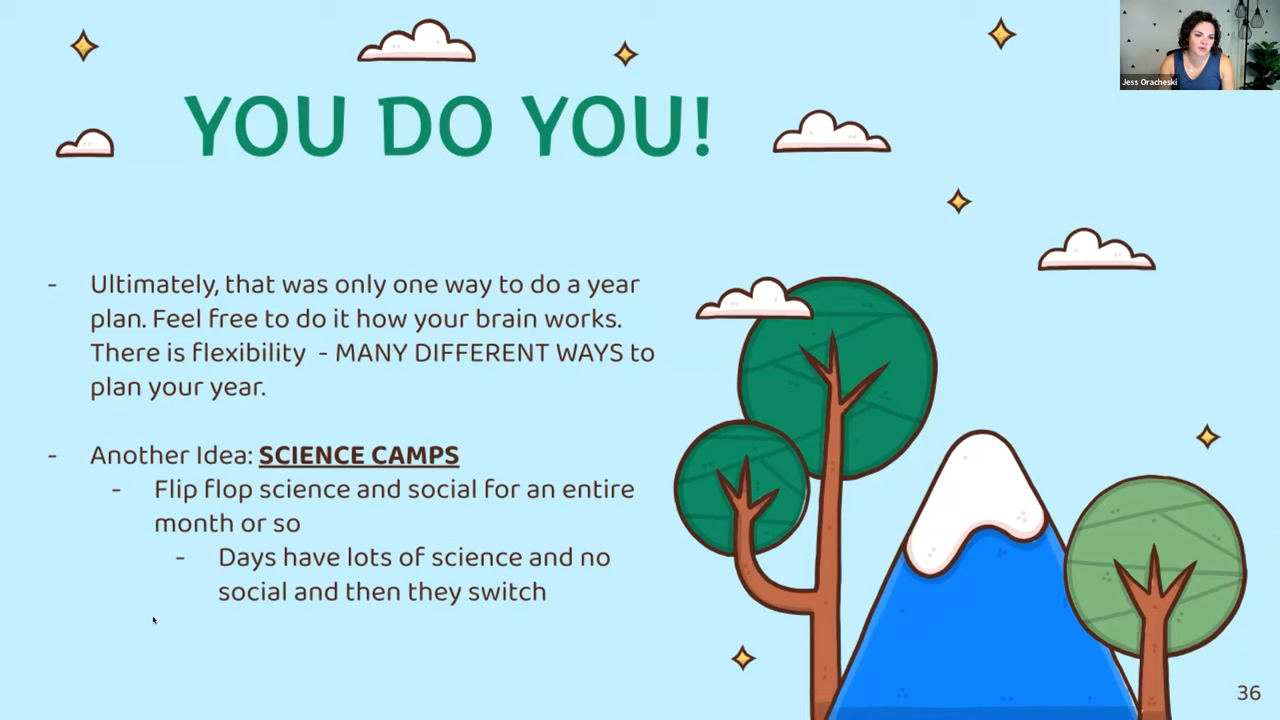 Jess Oracheski
YOU DO YOU!
- Ultimately, that was only one way to do a year
plan. Feel free to do it how your brain works.
There is flexibility - MANY DIFFERENT WAYS to
plan your year.
- Another Idea: SCIENCE CAMPS
- Flip flop science and social for an entire
month or so
- Days have lots of science and no
social and then they switch
36